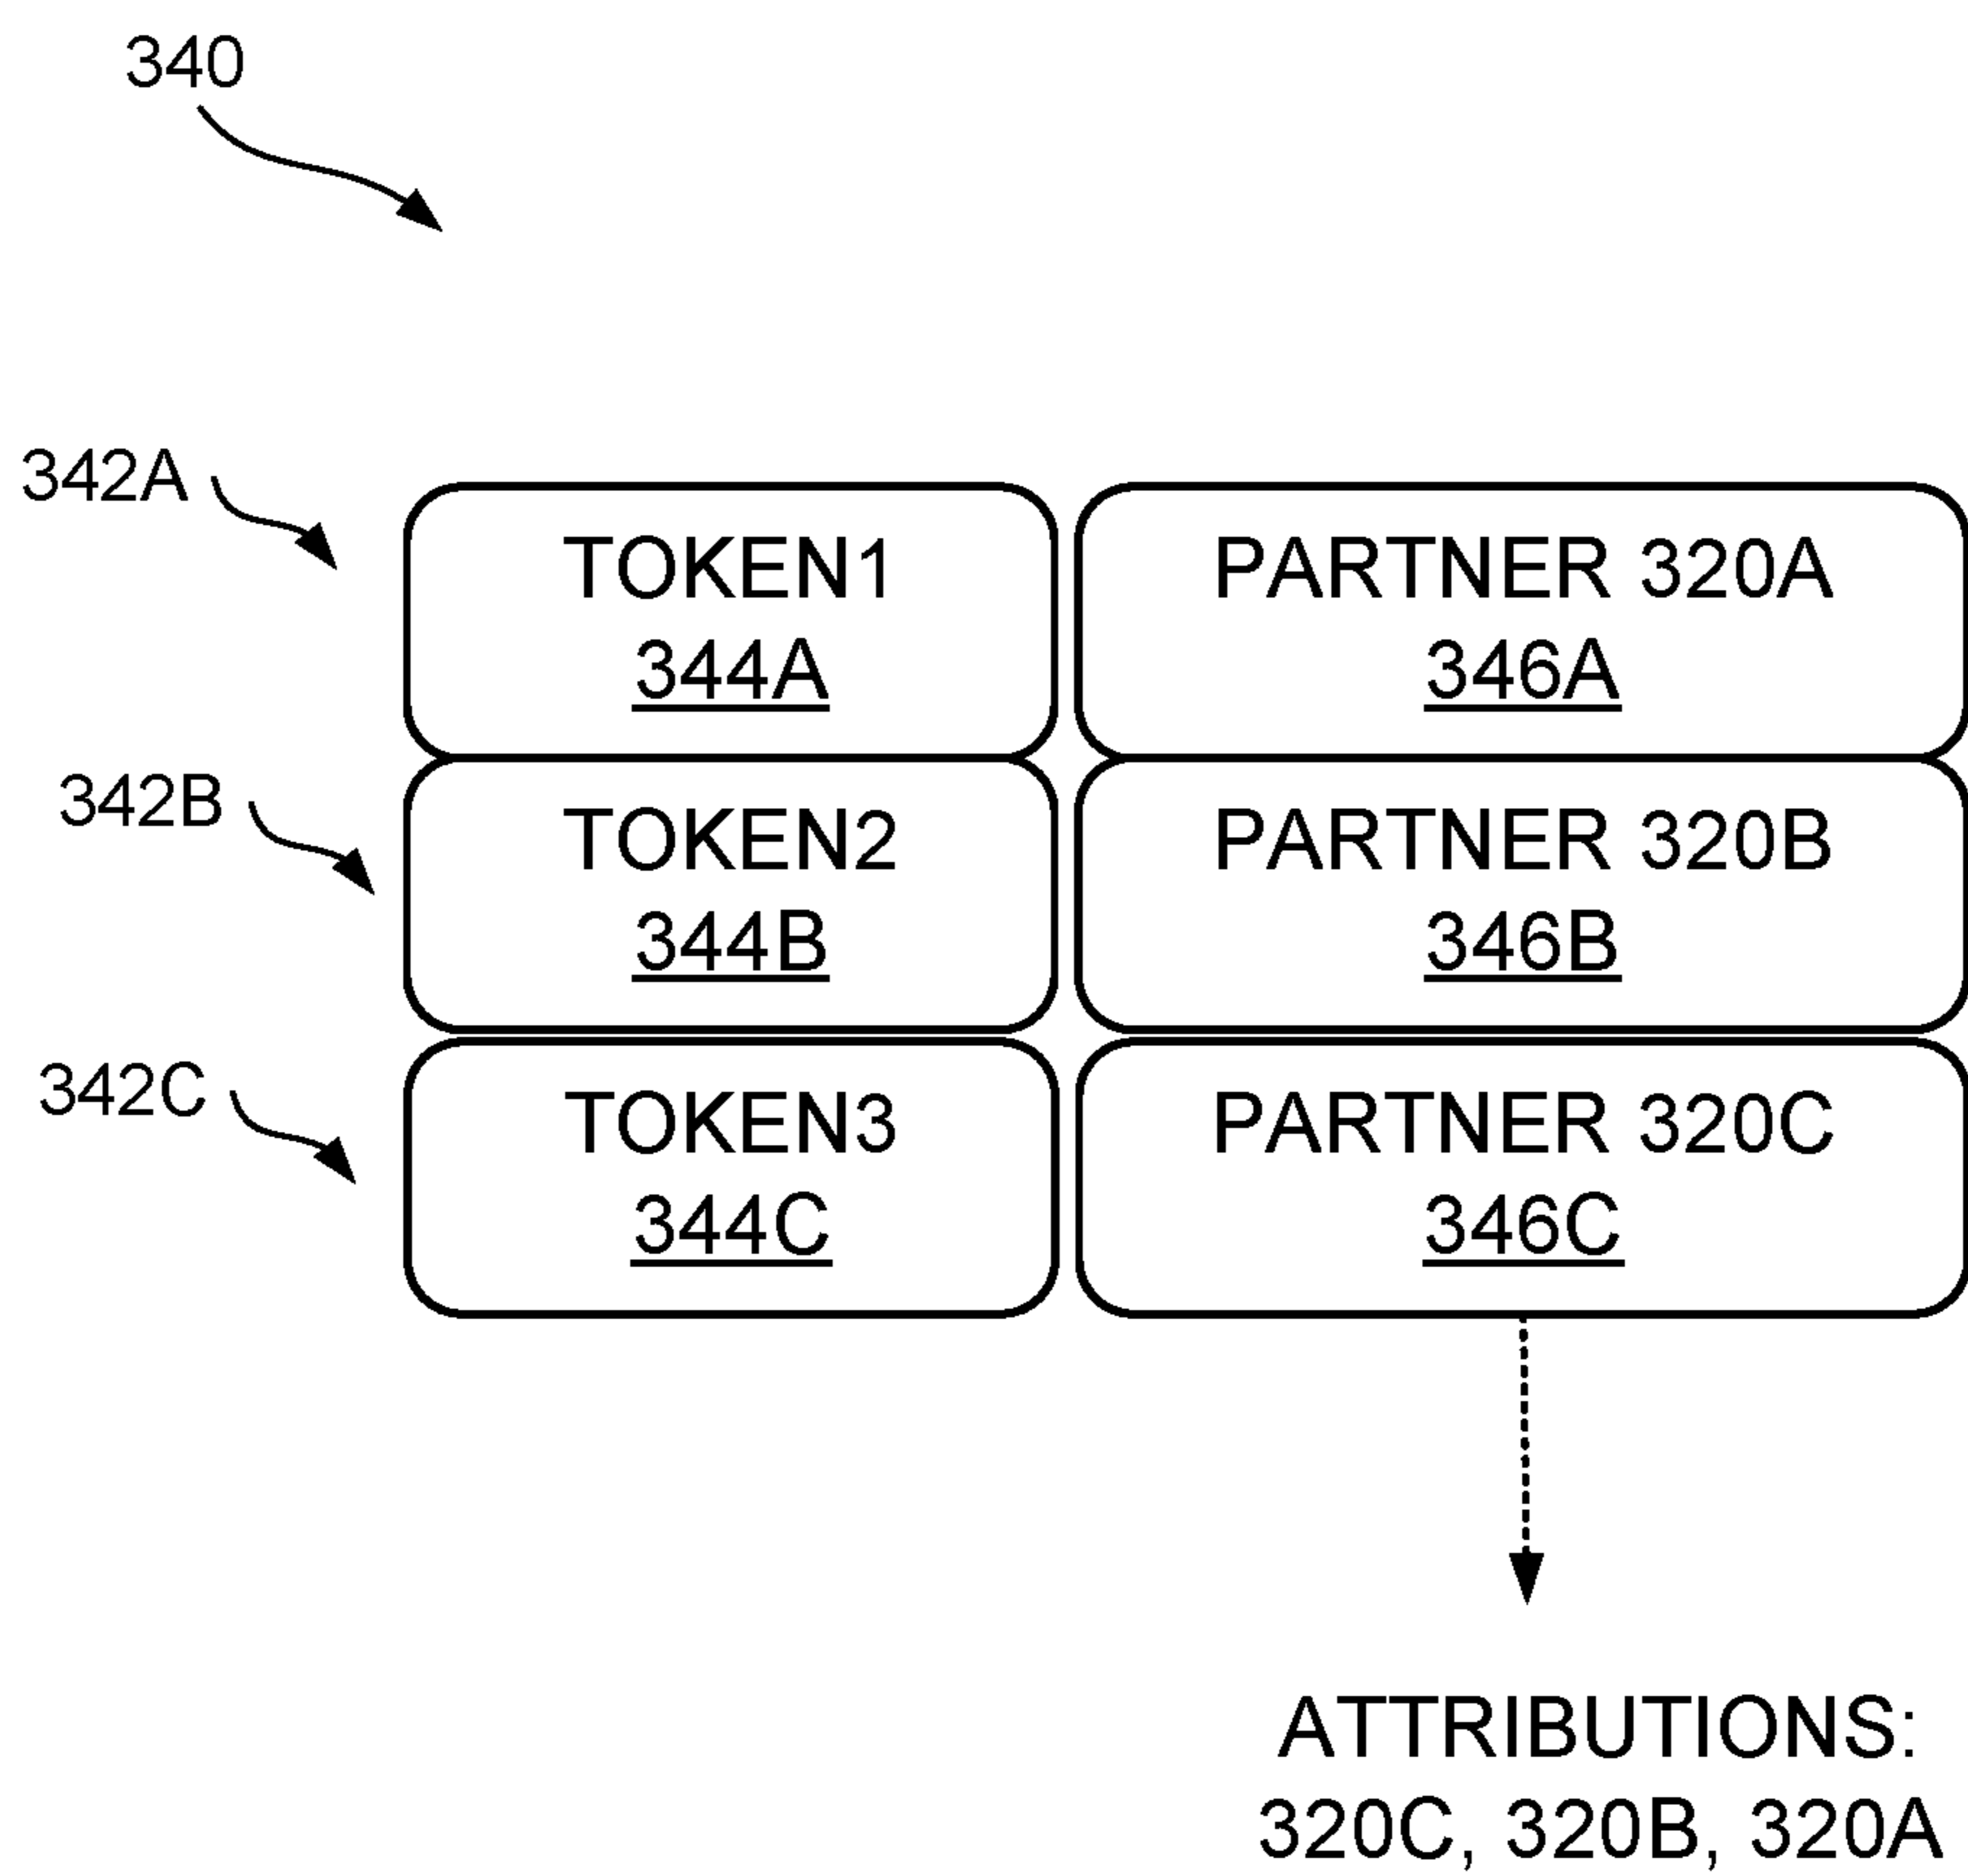 340
342A
TOKEN1
344A
PARTNER 320A
346A
342B
TOKEN2
344B
PARTNER 320B
346B
342C
TOKEN3
344C
PARTNER 320C
346C
ATTRIBUTIONS:
320C, 320B, 320A